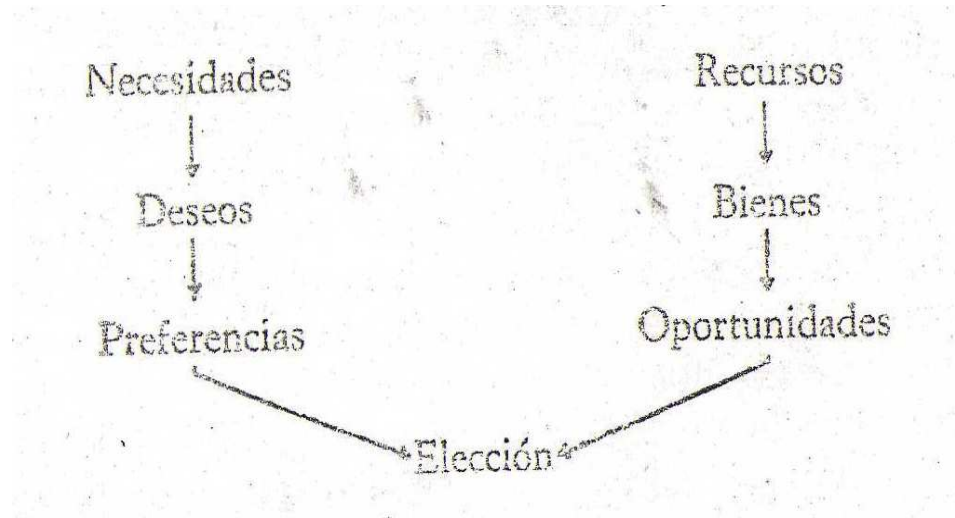 Necesidades
Recursos
Deseos
Bienes
Preferencias
Oportunidades
Elección